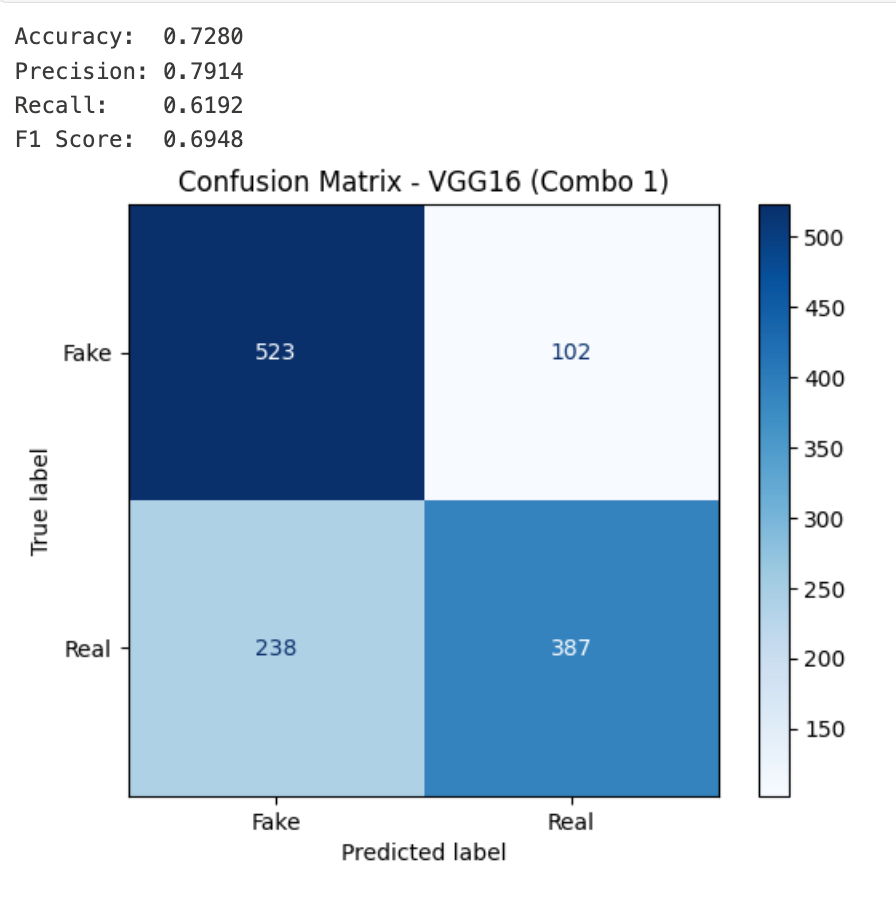 Accuracy: 0.7280
Precision: 0.7914
Recall: 0.6192
F1 Score: 0.6948
Confusion Matrix - VGG16 (Combo 1)
True label
Fake
523
102
Real
238
387
Fake
Real
Predicted label
500
450
400
350
300
250
200
150